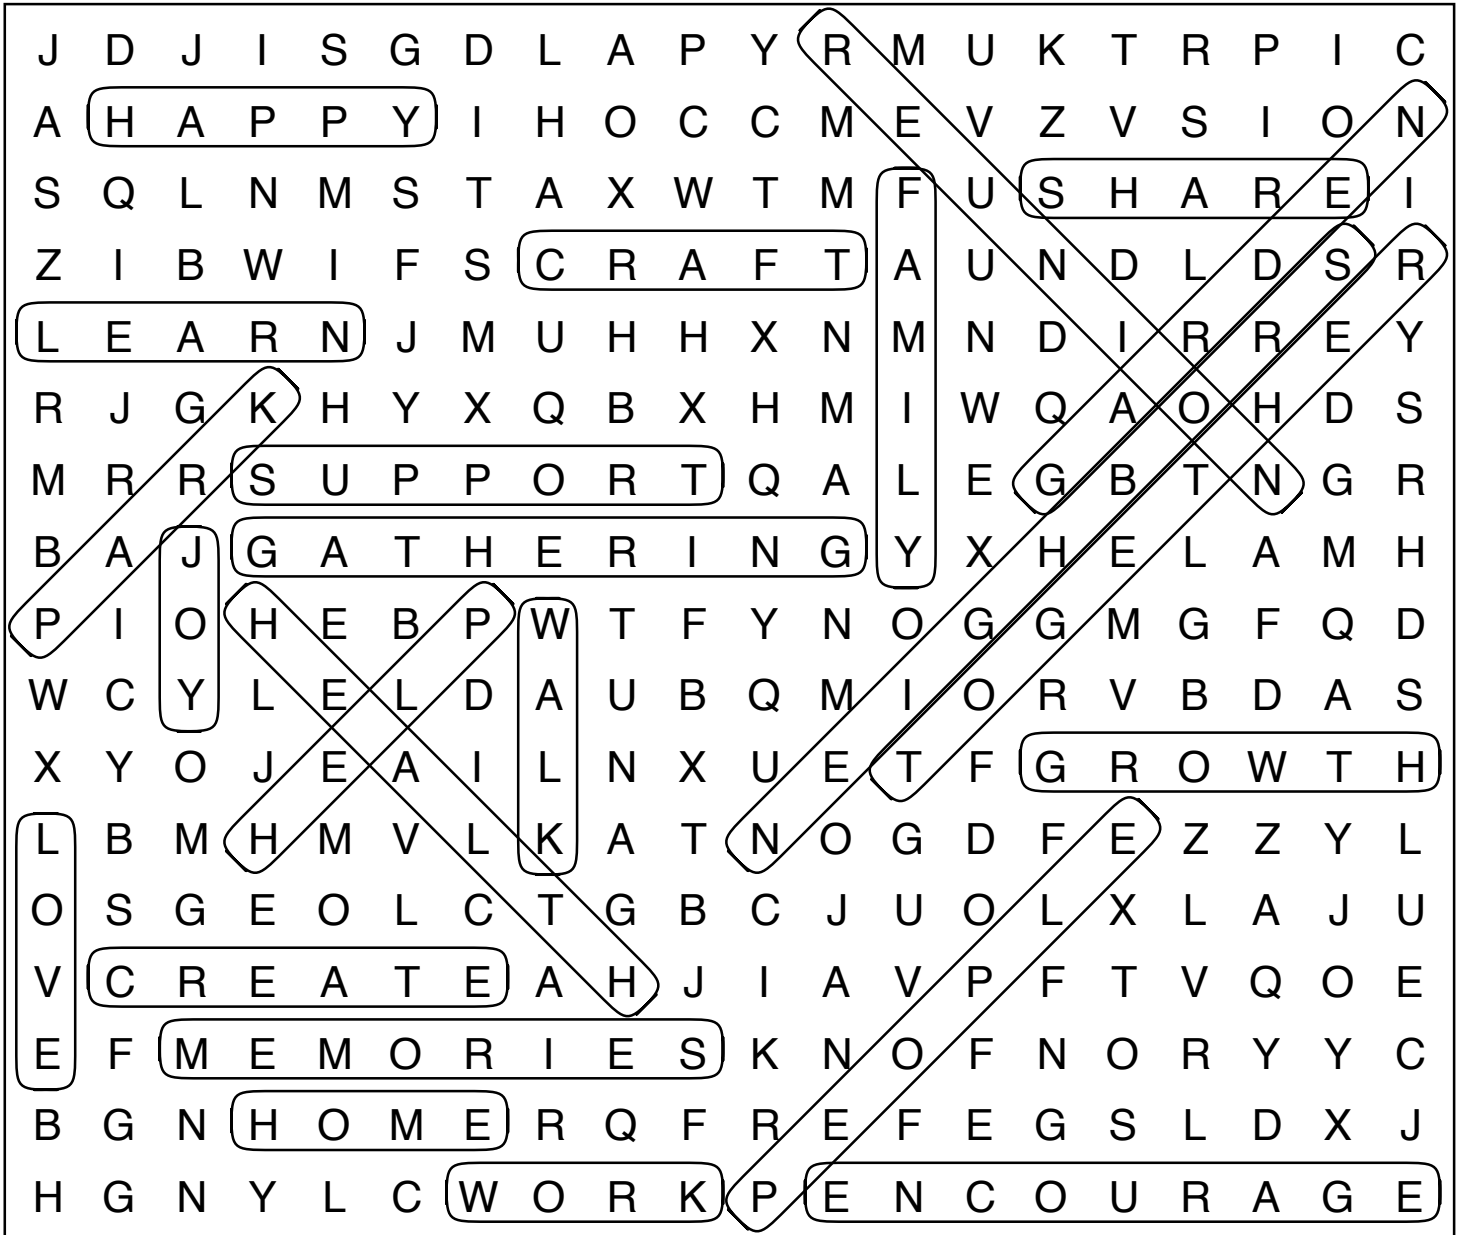 J D J I S G D L A P Y R M U K T R P I C
A H A P P Y I H O C C M E V Z V S I O N
S Q L N M S T A X W T M F U S H A R E I
Z I B W I F S C R A F T A U N D L D S R
L E A R N J M U H H X N M N D I R R E Y
R J G K H Y X Q B X H M I W Q A O H D S
M R R S U P P O R T Q A L E G B T N G R
B A J G A T H E R I N G Y X H E L A M H
P I O H E B P W T F Y N O G G M G F Q D
W C Y L E L D A U B Q M I O R V B D A S
X Y O J E A I L N X U E T F G R O W T H
L B M H M V L K A T N O G D F E Z Z Y L
O S G E O L C T G B C J U O L X L A J U
V C R E A T E A H J I A V P F T V Q O E
E F M E M O R I E S K N O F N O R Y Y C
B G N H O M E R Q F R E F E G S L D X J
H G N Y L C W O R K P E N C O U R A G E